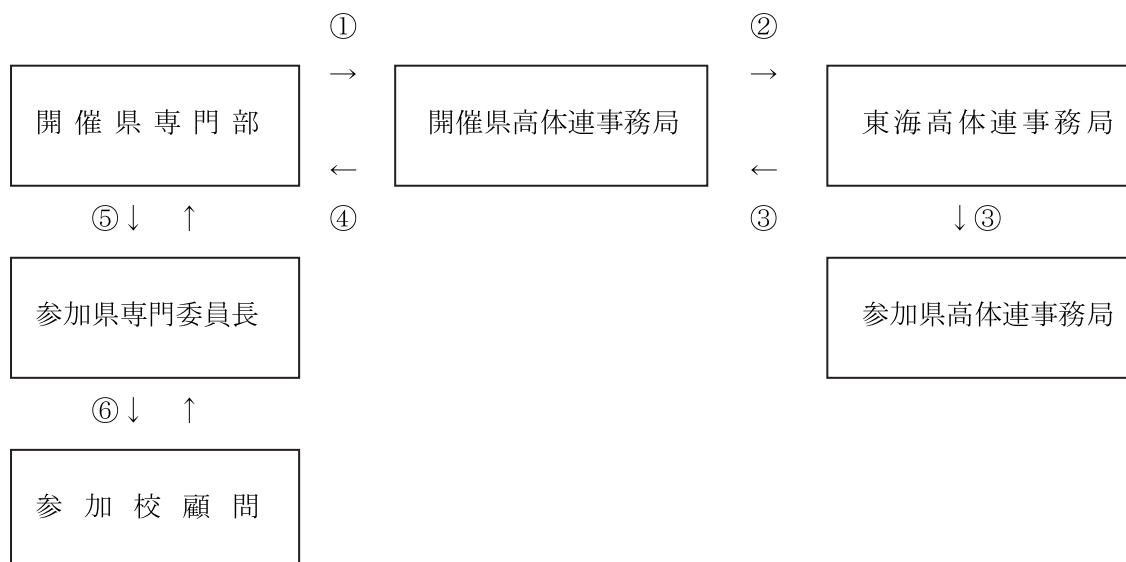 ① ②
→ →
開催県専門部 開催県高体連事務局 東海高体連事務局
← ←
⑤↓ ↑ ④ ③ ↓③
参加県専門委員長 参加県高体連事務局
⑥↓ ↑
参加校顧問